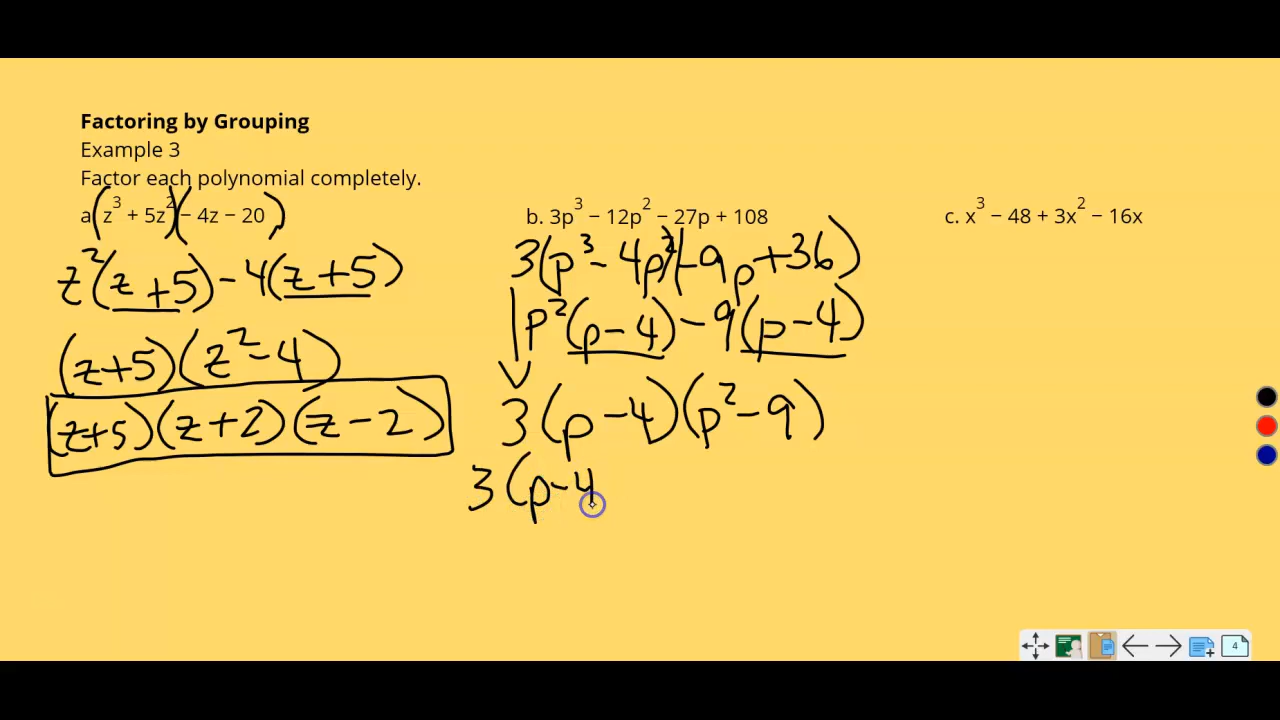 Factoring by Grouping
Example 3
Factor each polynomial completely.
a(z³ + 5z²)(− 4z − 20)
z²(z+5)-4(z+5)
(z+5)(z²-4)
(z+5)(z+2)(z-2)
b. 3p³ − 12p² − 27p + 108
3(p³-4p²)(-9p+36)
p²(p-4)-9(p-4)
3(p-4)(p²-9)
3(p-4
c. x³ − 48 + 3x² − 16x
4